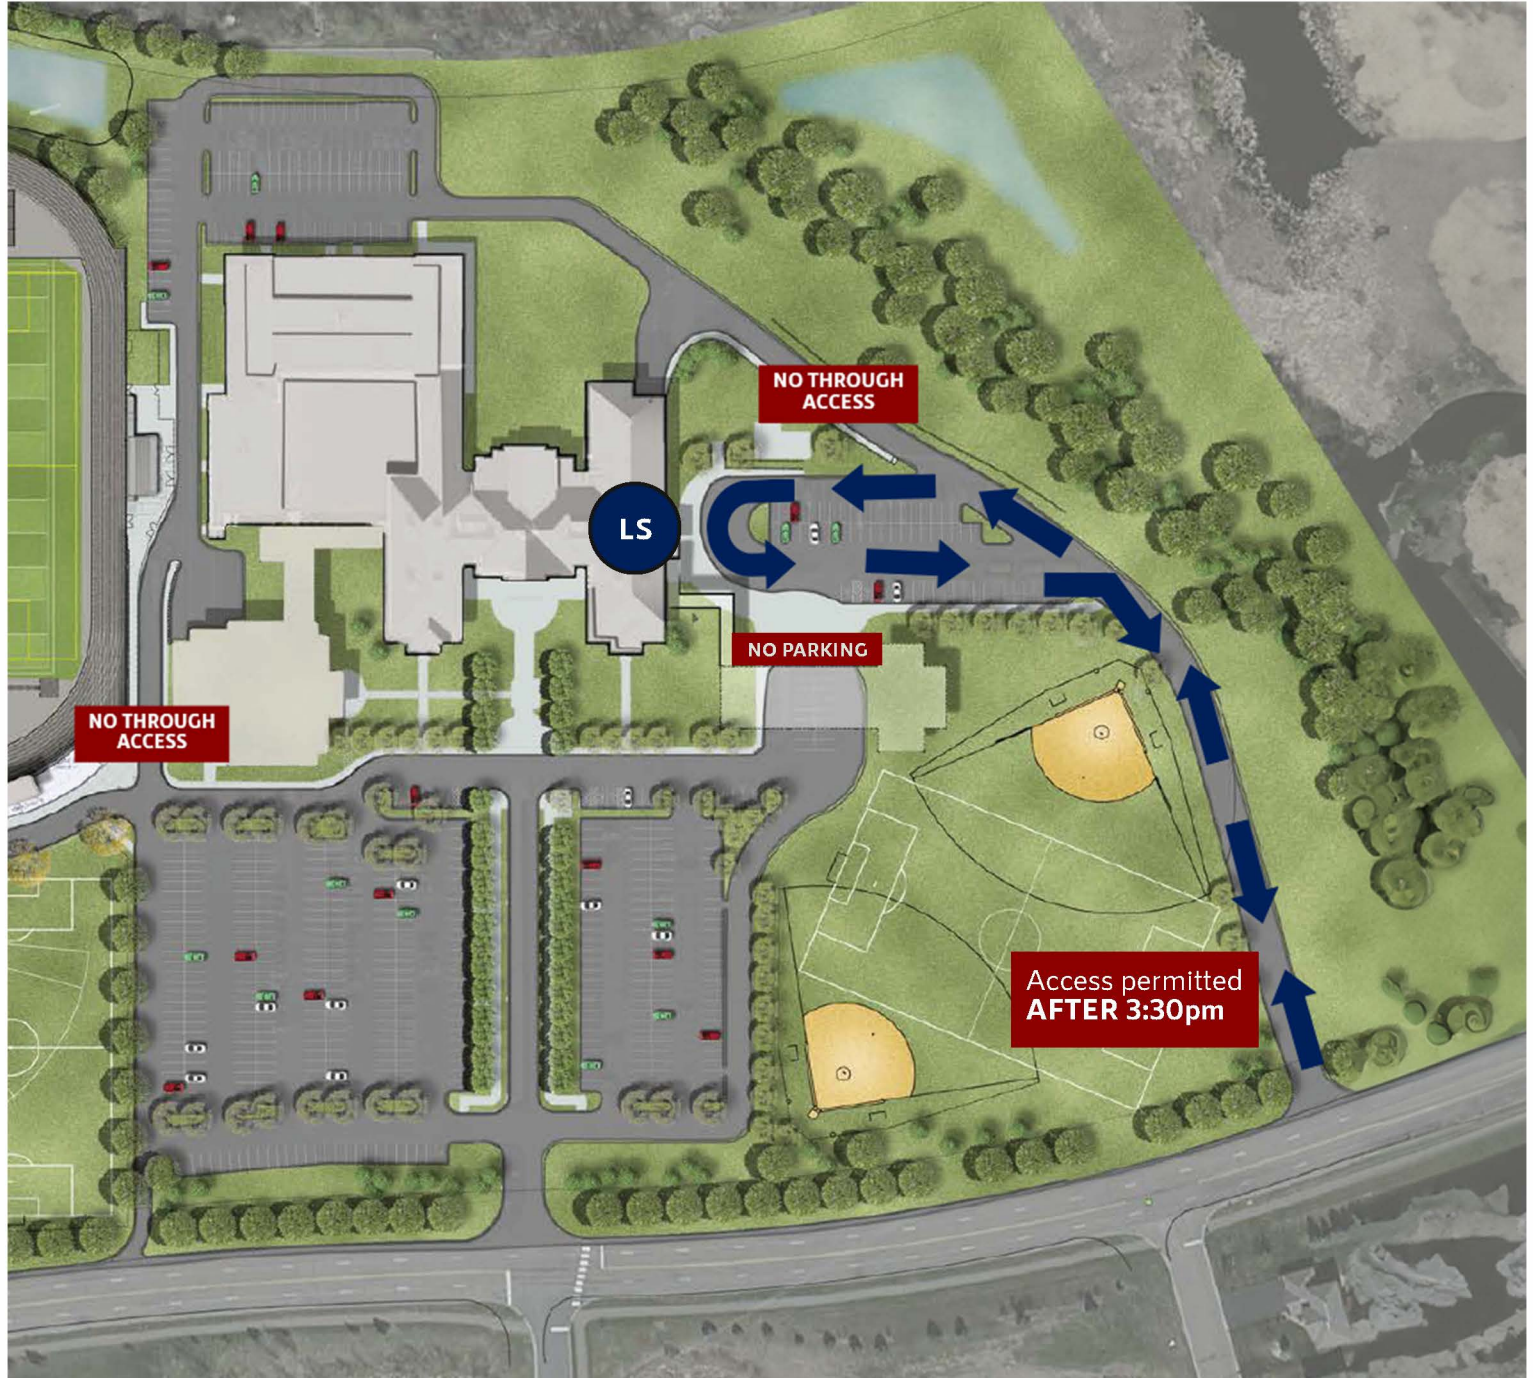 NO THROUGH
ACCESS
LS
NO PARKING
NO THROUGH
ACCESS
Access permitted
AFTER 3:30pm